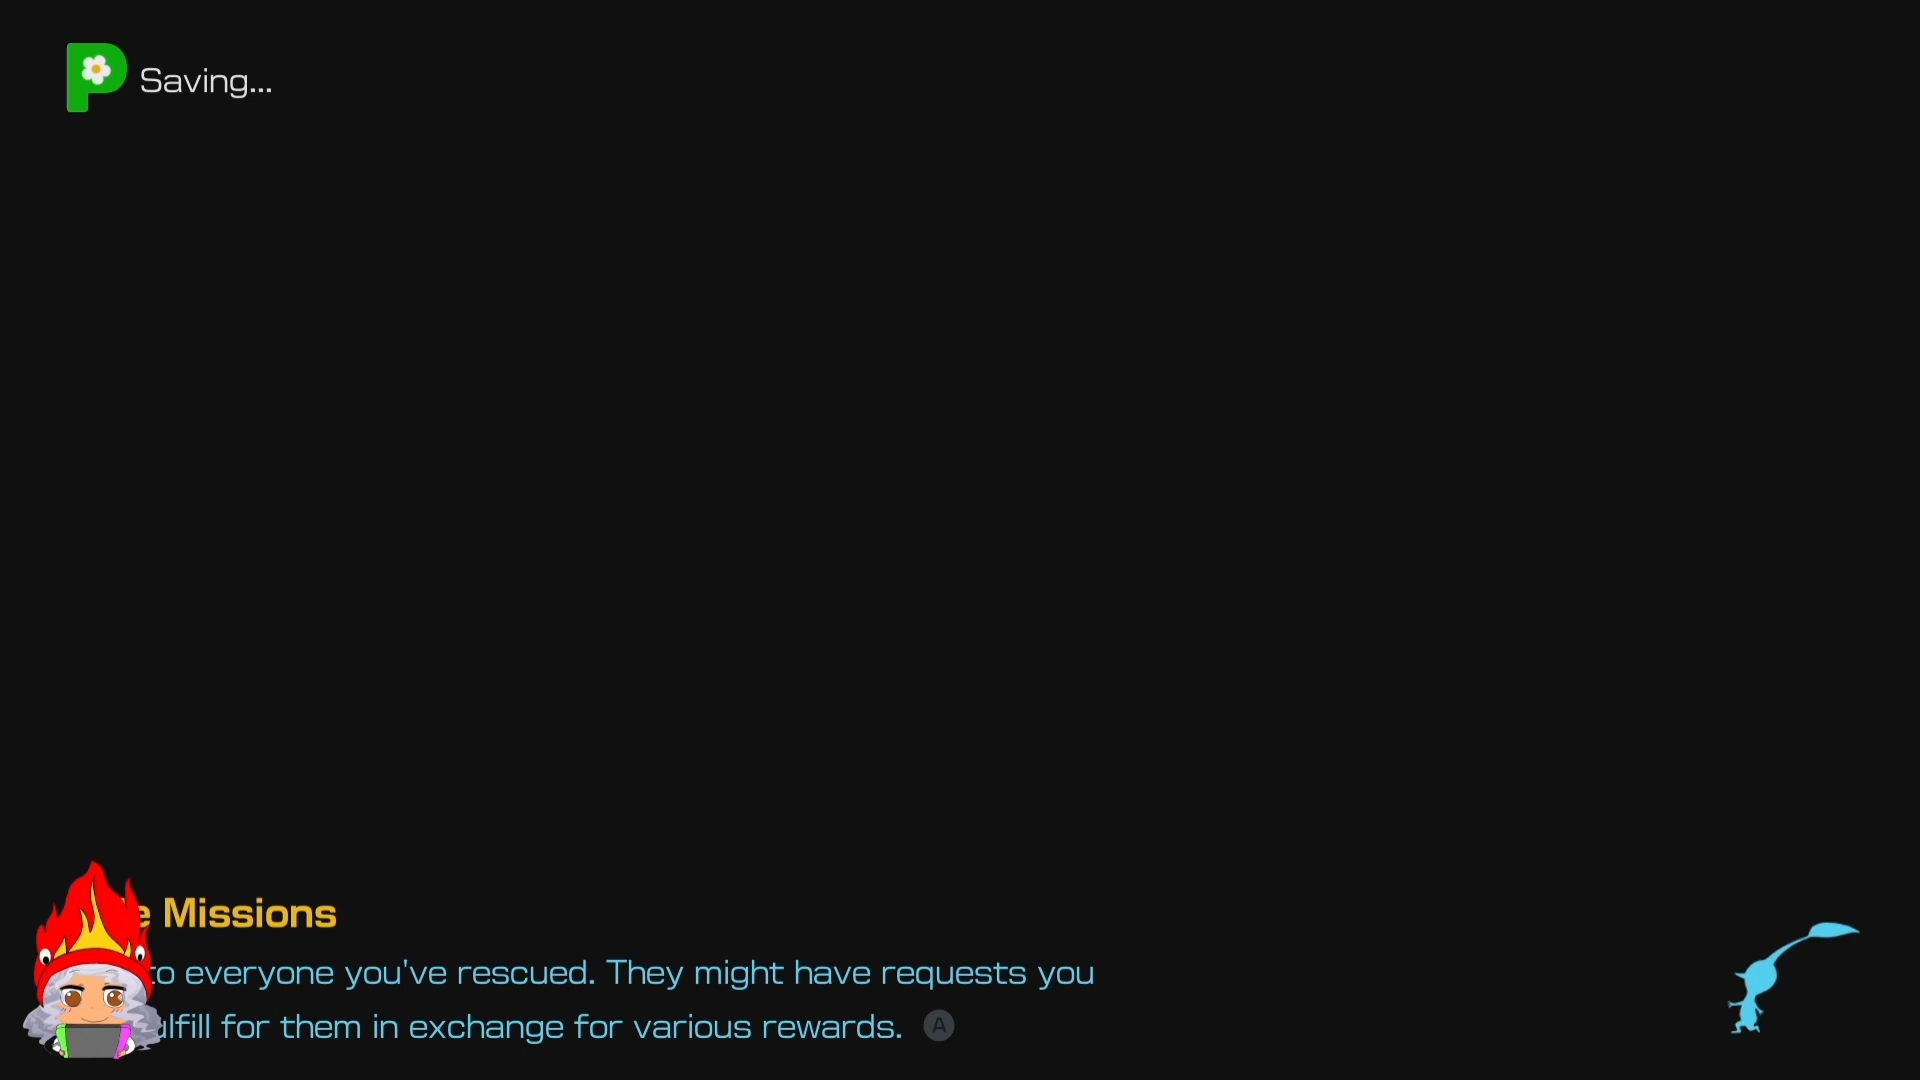 P Saving...
Missions
to everyone you've rescued. They might have requests you
for them in exchange for various rewards. A